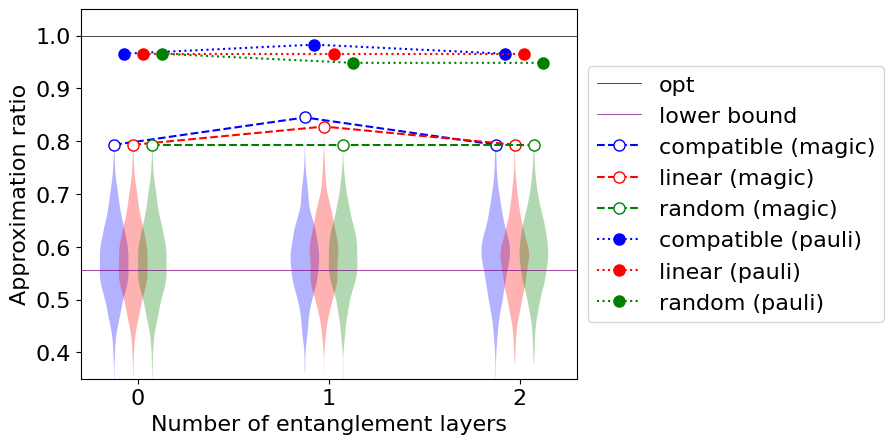 Approximation ratio
1.0
0.9
0.8
0.7
0.6
0.5
0.4
0
1
2
Number of entanglement layers
opt
lower bound
compatible (magic)
linear (magic)
random (magic)
compatible (pauli)
linear (pauli)
random (pauli)